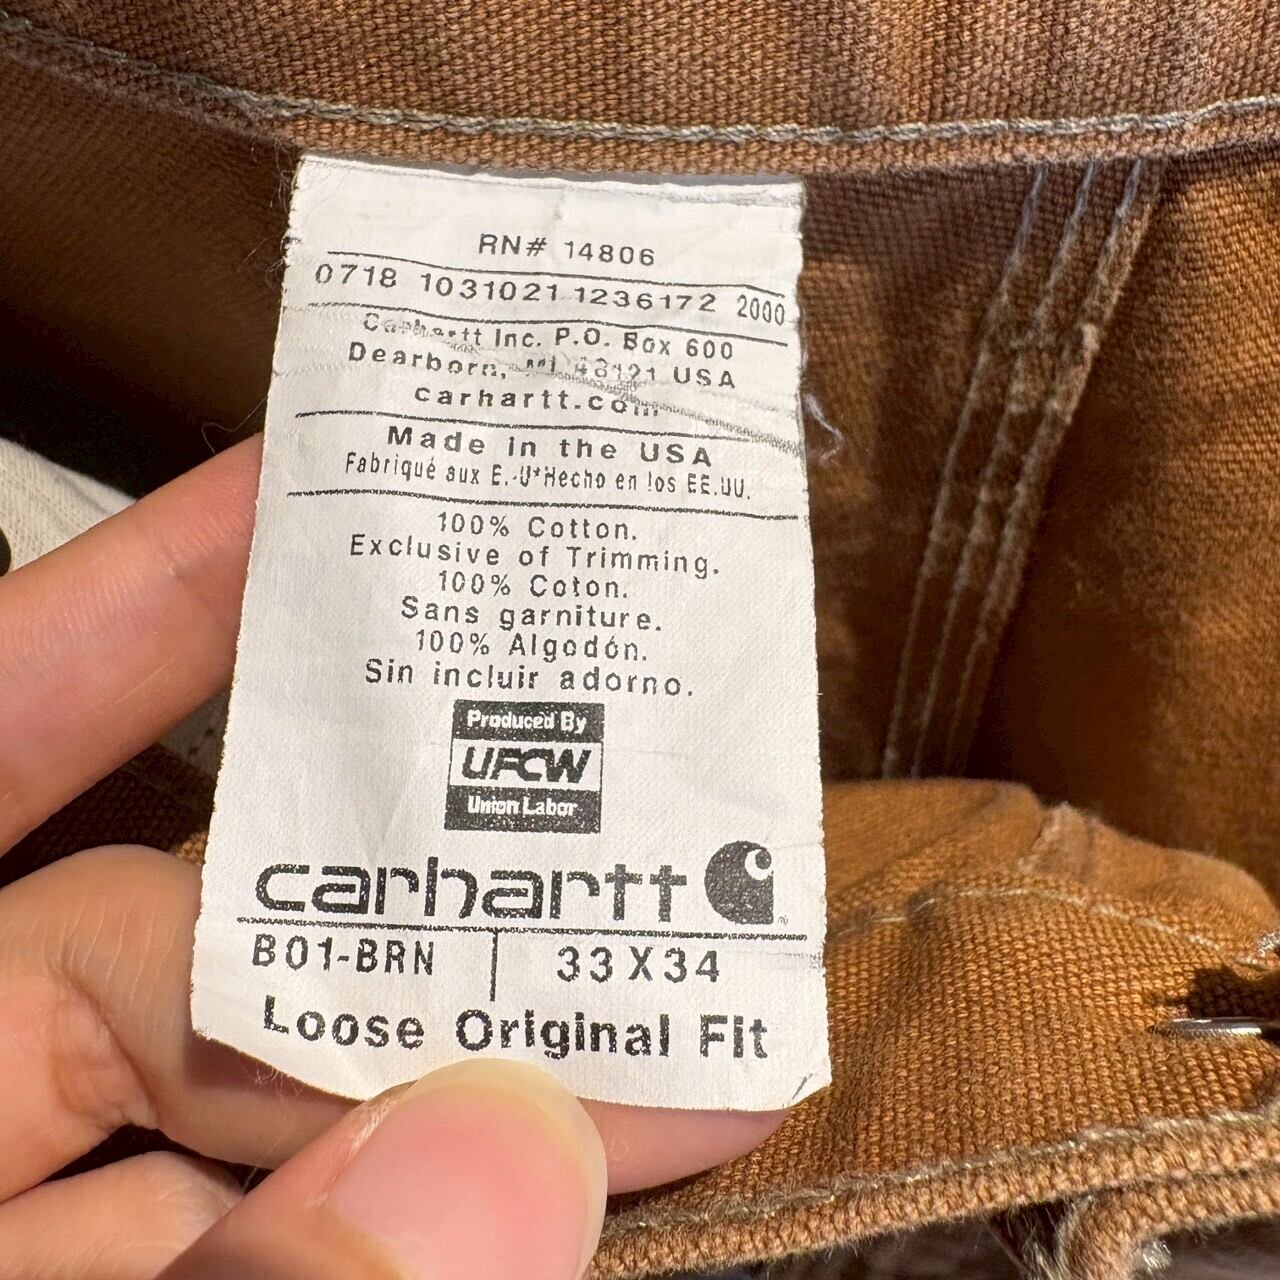 RN# 14806
0718 1031021 1236172 2000
Carhartt Inc. P.O. Box 600
Dearborn, MI 48121 USA
carhartt.com
Made in the USA
Fabriqué aux E.-U*Hecho en los EE.UU.
100% Cotton.
Exclusive of Trimming.
100% Coton.
Sans garniture.
100% Algodón.
Sin incluir adorno.
Produced By
UFCW
Union Labor
carhartt
B01-BRN | 33 X 34
Loose Original Fit